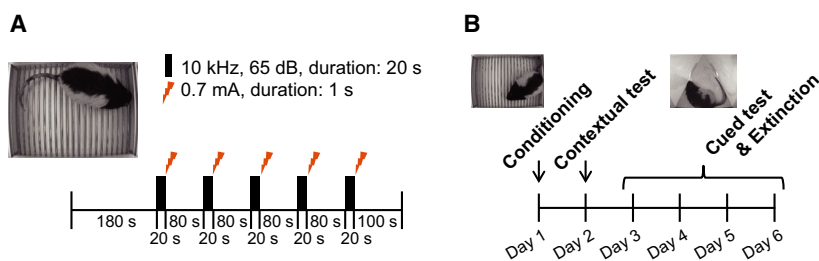 A
10 kHz, 65 dB, duration: 20 s
0.7 mA, duration: 1 s
180 s 80 s 80 s 80 s 80 s 100 s
20 s 20 s 20 s 20 s 20 s
B
Conditioning
Contextual test
Cued test
& Extinction
Day 1 Day 2 Day 3 Day 4 Day 5 Day 6